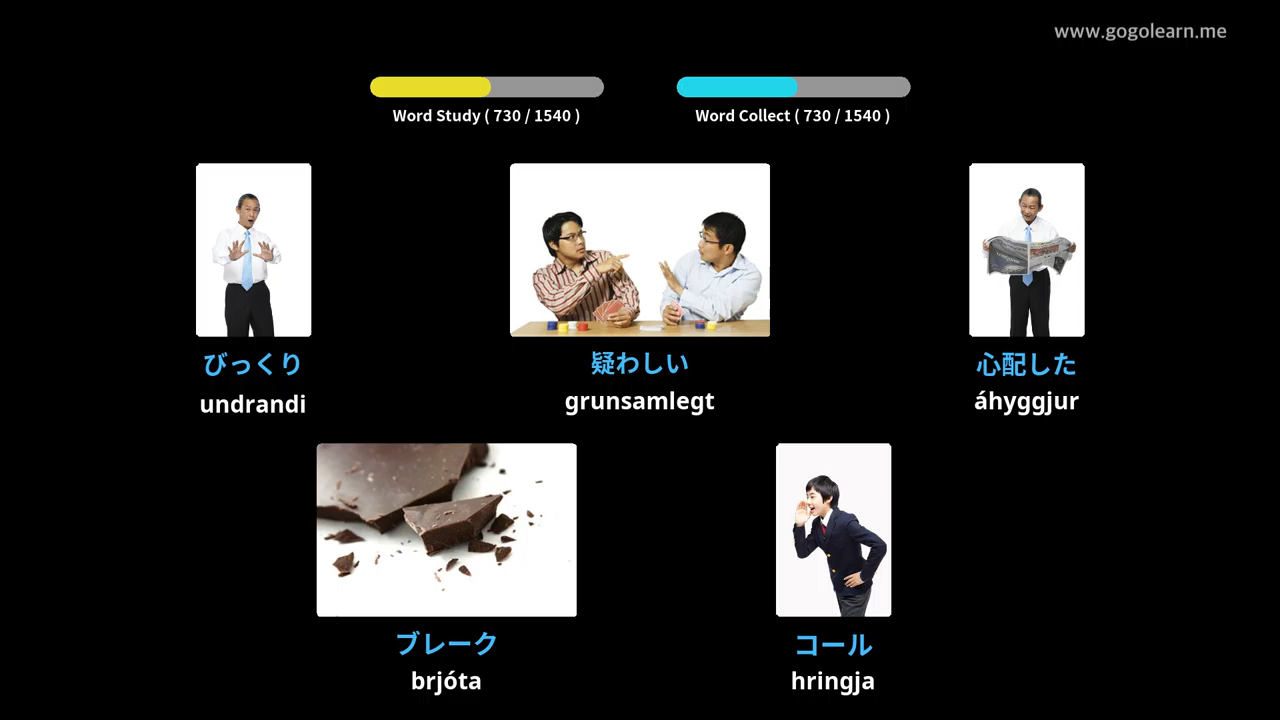 www.gogolearn.me
Word Study ( 730 / 1540 )
Word Collect ( 730 / 1540 )
びっくり
undrandi
疑わしい
grunsamlegt
心配した
áhyggjur
ブレーク
brjóta
コール
hringja